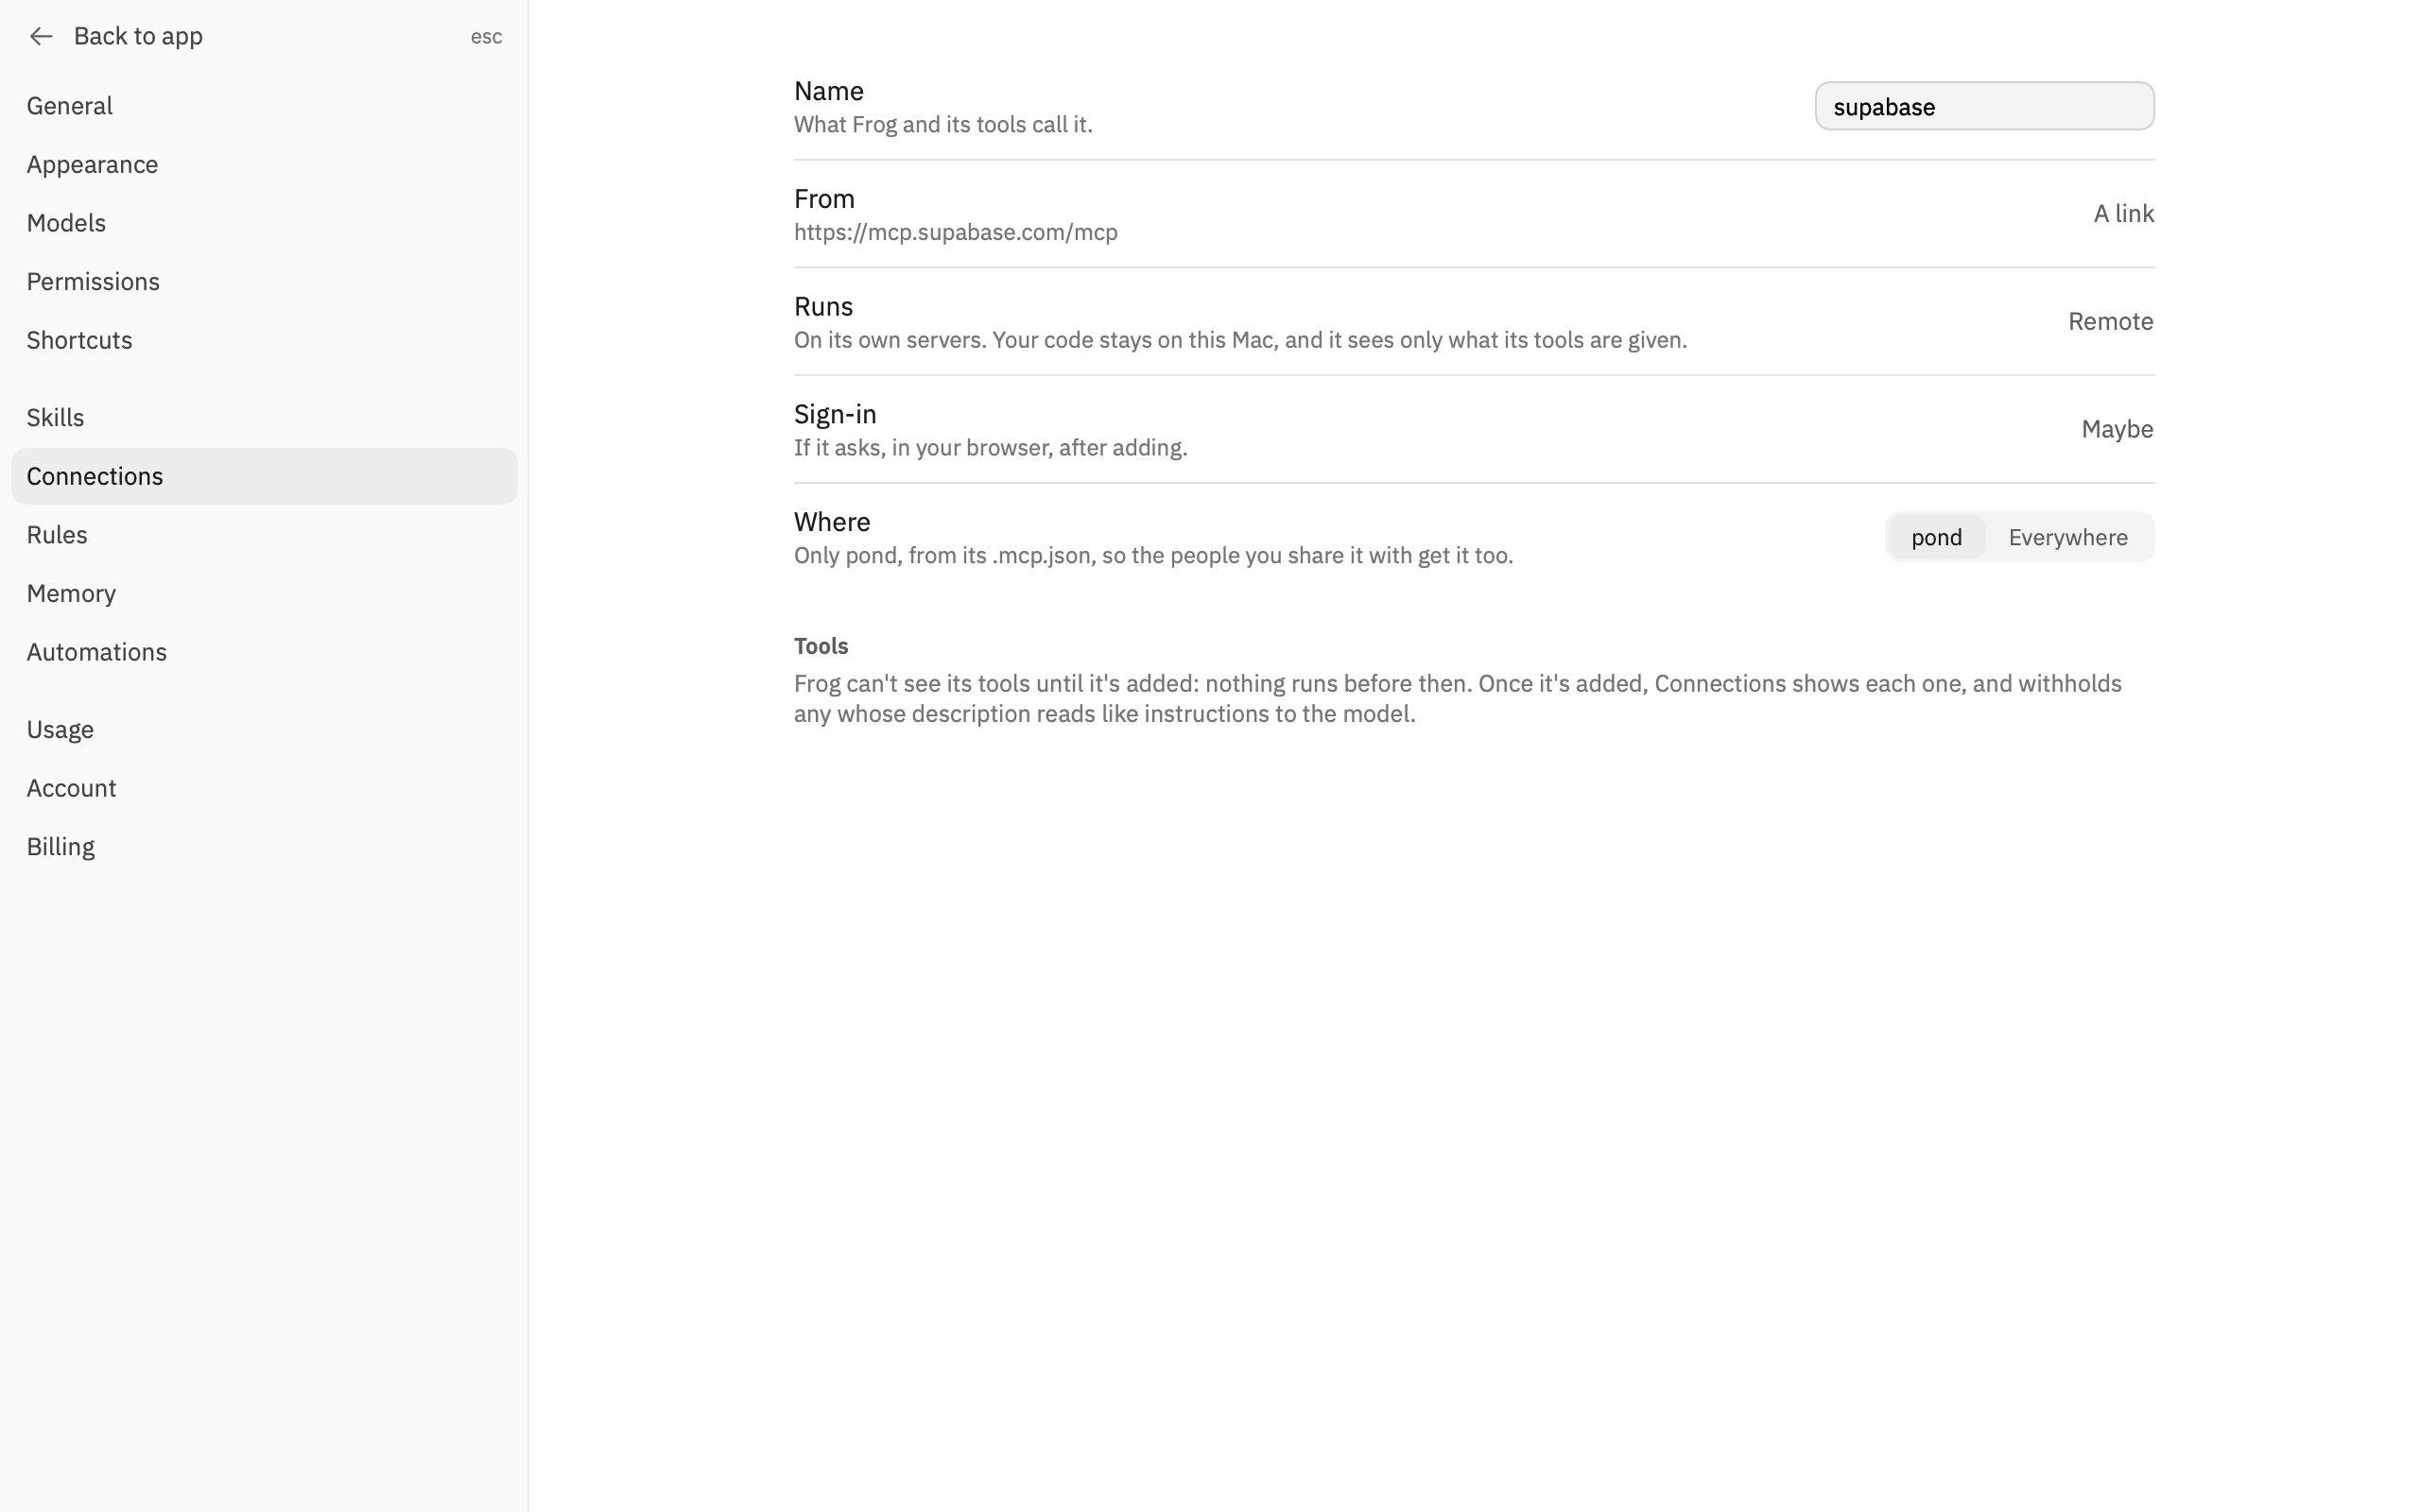 Back to app
esc
General
Appearance
Models
Permissions
Shortcuts
Skills
Connections
Rules
Memory
Automations
Usage
Account
Billing
Name
What Frog and its tools call it.
supabase
From
https://mcp.supabase.com/mcp
A link
Runs
On its own servers. Your code stays on this Mac, and it sees only what its tools are given.
Remote
Sign-in
If it asks, in your browser, after adding.
Maybe
Where
Only pond, from its .mcp.json, so the people you share it with get it too.
pond
Everywhere
Tools
Frog can't see its tools until it's added: nothing runs before then. Once it's added, Connections shows each one, and withholds
any whose description reads like instructions to the model.